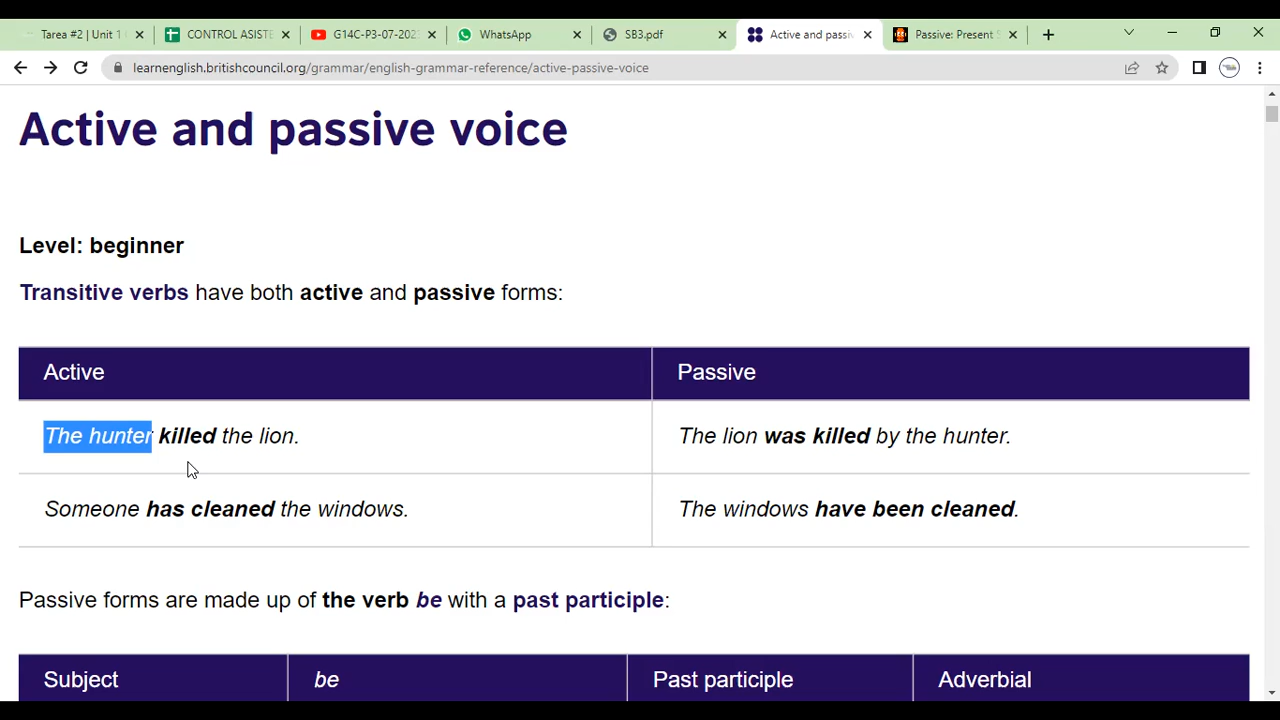 Tarea #2 | Unit 1 CONTROL ASISTE G14C-P3-07-202 WhatsApp SB3.pdf Active and passiv Passive: Present S
learnenglish.britishcouncil.org/grammar/english-grammar-reference/active-passive-voice
Active and passive voice
Level: beginner
Transitive verbs have both active and passive forms:
Active Passive
The hunter killed the lion. The lion was killed by the hunter.
Someone has cleaned the windows. The windows have been cleaned.
Passive forms are made up of the verb be with a past participle:
Subject be Past participle Adverbial